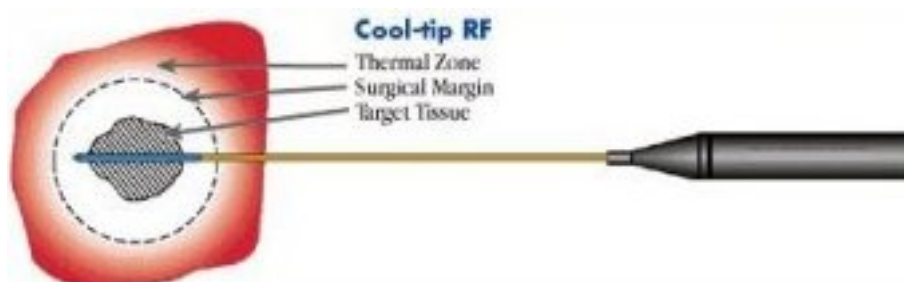 Cool-tip RF
Thermal Zone
Surgical Margin
Target Tissue